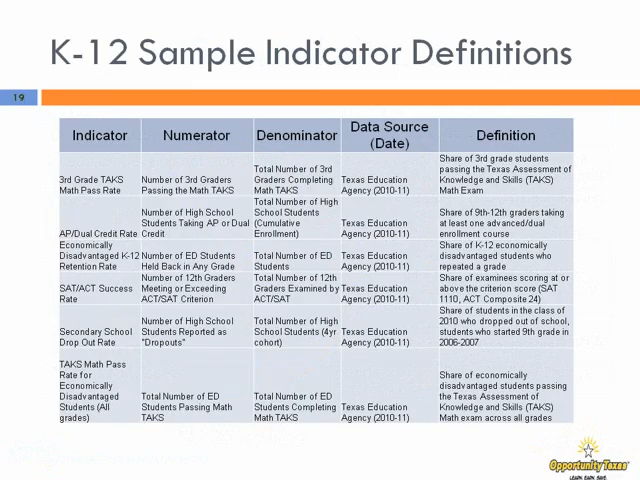 K-12 Sample Indicator Definitions
19
Indicator
Numerator
Denominator
Data Source
(Date)
Definition
3rd Grade TAKS
Math Pass Rate
Number of 3rd Graders
Passing the Math TAKS
Total Number of 3rd
Graders Completing
Math TAKS
Texas Education
Agency (2010-11)
Share of 3rd grade students
passing the Texas Assessment of
Knowledge and Skills (TAKS)
Math Exam
AP/Dual Credit Rate
Number of High School
Students Taking AP or Dual
Credit
Total Number of High
School Students
(Cumulative
Enrollment)
Texas Education
Agency (2010-11)
Share of 9th-12th graders taking
at least one advanced/dual
enrollment course
Economically
Disadvantaged K-12
Retention Rate
Number of ED Students
Held Back in Any Grade
Total Number of ED
Students
Texas Education
Agency (2010-11)
Share of K-12 economically
disadvantaged students who
repeated a grade
SAT/ACT Success
Rate
Number of 12th Graders
Meeting or Exceeding
ACT/SAT Criterion
Total Number of 12th
Graders Examined by
ACT/SAT
Texas Education
Agency (2010-11)
Share of examinees scoring at or
above the criterion score (SAT
1110, ACT Composite 24)
Secondary School
Drop Out Rate
Number of High School
Students Reported as
"Dropouts"
Total Number of High
School Students (4yr
cohort)
Texas Education
Agency (2010-11)
Share of students in the class of
2010 who dropped out of school,
students who started 9th grade in
2006-2007
TAKS Math Pass
Rate for
Economically
Disadvantaged
Students (All
grades)
Total Number of ED
Students Passing Math
TAKS
Total Number of ED
Students Completing
Math TAKS
Texas Education
Agency (2010-11)
Share of economically
disadvantaged students passing
the Texas Assessment of
Knowledge and Skills (TAKS)
Math exam across all grades
Opportunity Texas
LEARN. EARN. SAVE.